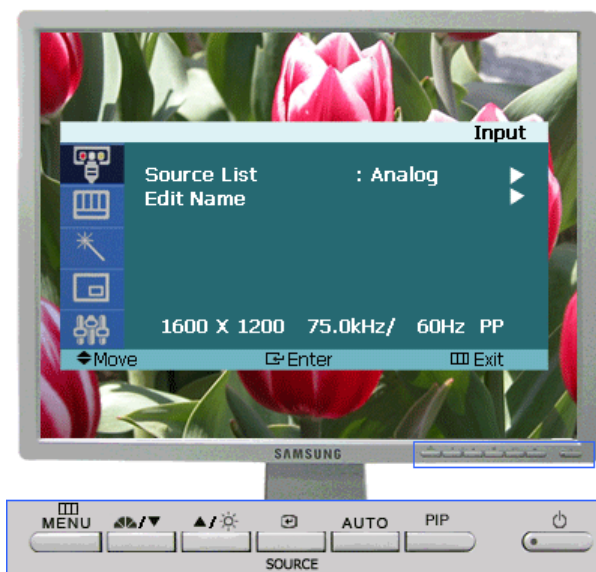 Input
Source List : Analog
Edit Name
1600 X 1200 75.0kHz/ 60Hz PP
Move Enter Exit
SAMSUNG
MENU AUTO PIP
SOURCE